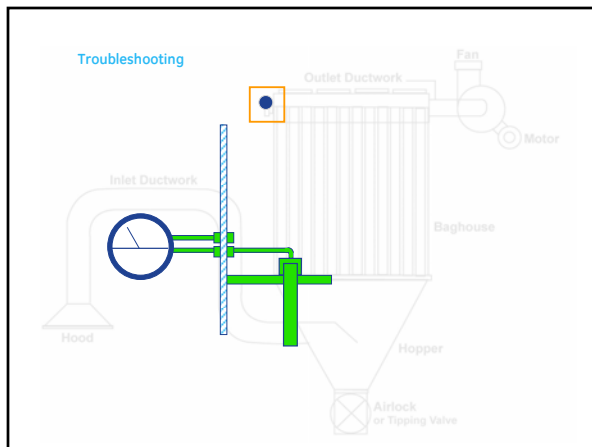 Troubleshooting
Fan
Outlet Ductwork
Motor
Inlet Ductwork
Baghouse
Hood
Hopper
Airlock
or Tipping Valve